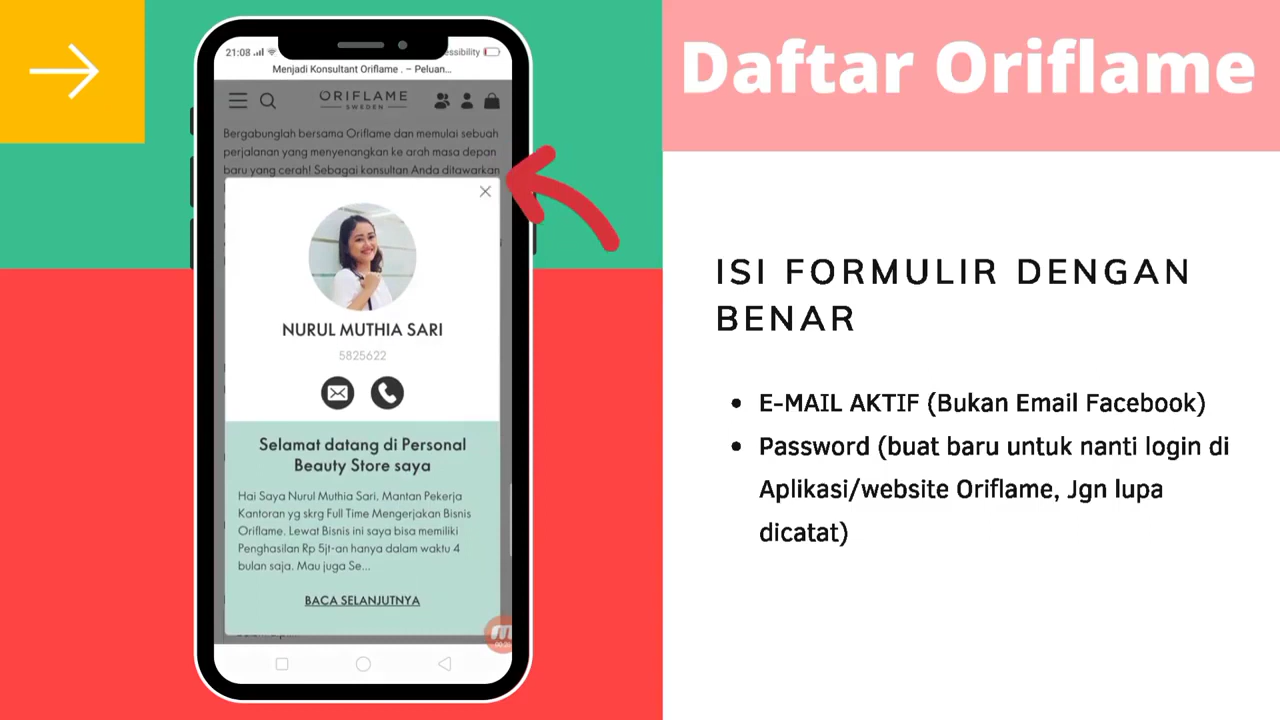 21:08
Menjadi Konsultant Oriflame . – Peluan...
ORIFLAME
SWEDEN
Bergabunglah bersama Oriflame dan memulai sebuah
perjalanan yang menyenangkan ke arah masa depan
baru yang cerah! Sebagai konsultan Anda ditawarkan
NURUL MUTHIA SARI
5825622
Selamat datang di Personal
Beauty Store saya
Hai Saya Nurul Muthia Sari, Mantan Pekerja
Kantoran yg skrg Full Time Mengerjakan Bisnis
Oriflame. Lewat Bisnis ini saya bisa memiliki
Penghasilan Rp 5jt-an hanya dalam waktu 4
bulan saja. Mau juga Se...
BACA SELANJUTNYA
Daftar Oriflame
ISI FORMULIR DENGAN
BENAR
• E-MAIL AKTIF (Bukan Email Facebook)
• Password (buat baru untuk nanti login di
Aplikasi/website Oriflame, Jgn lupa
dicatat)